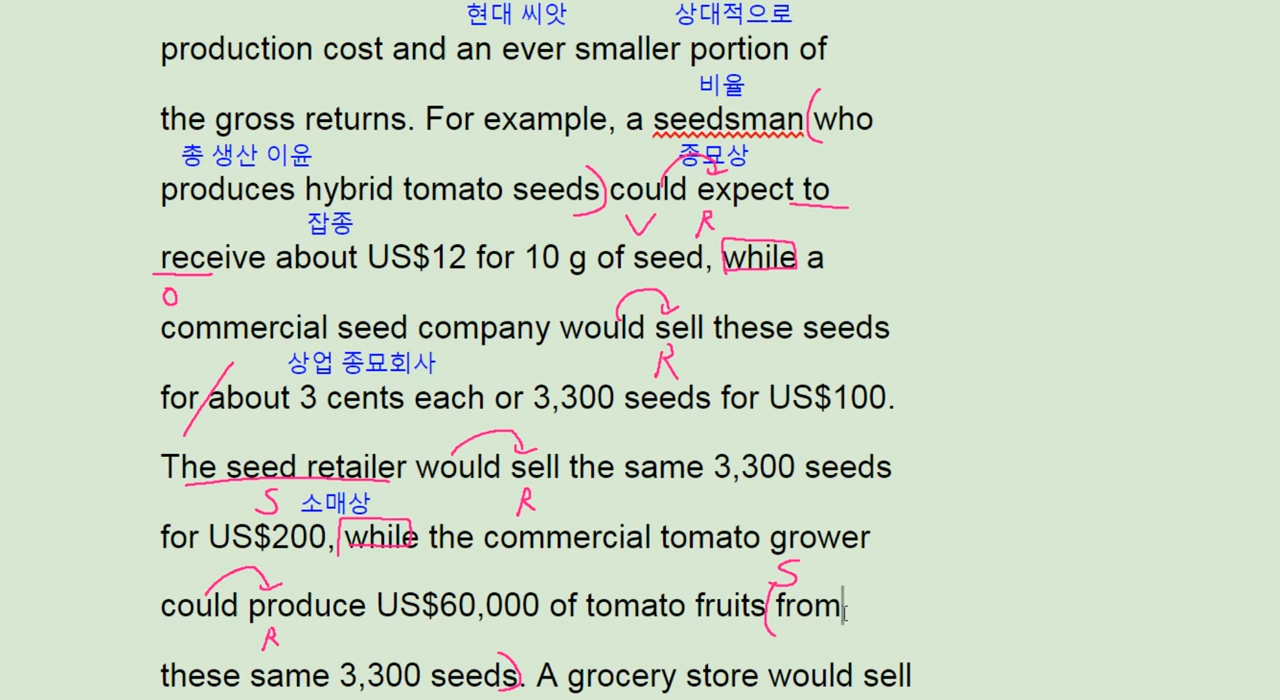 현대 씨앗 상대적으로
production cost and an ever smaller portion of
비율
the gross returns. For example, a seedsman (who
총 생산 이윤 종묘상
produces hybrid tomato seeds) could expect to
잡종 V R
receive about US$12 for 10 g of seed, while a
O
commercial seed company would sell these seeds
상업 종묘회사 R
for / about 3 cents each or 3,300 seeds for US$100.
The seed retailer would sell the same 3,300 seeds
S 소매상 R
for US$200, while the commercial tomato grower
S
could produce US$60,000 of tomato fruits (from
R
these same 3,300 seeds). A grocery store would sell